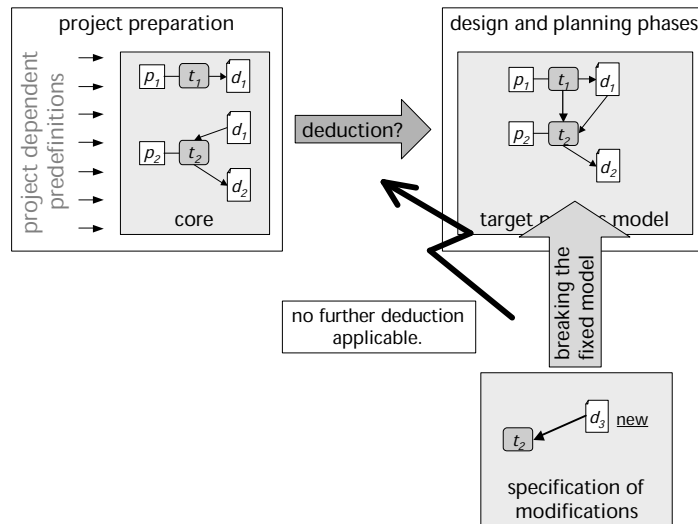 project preparation
project dependent
predefinitions
p1
t1
d1
d1
p2
t2
d2
core
deduction?
design and planning phases
p1
t1
d1
p2
t2
d2
target model
breaking the
fixed model
no further deduction
applicable.
d3 new
t2
specification of
modifications